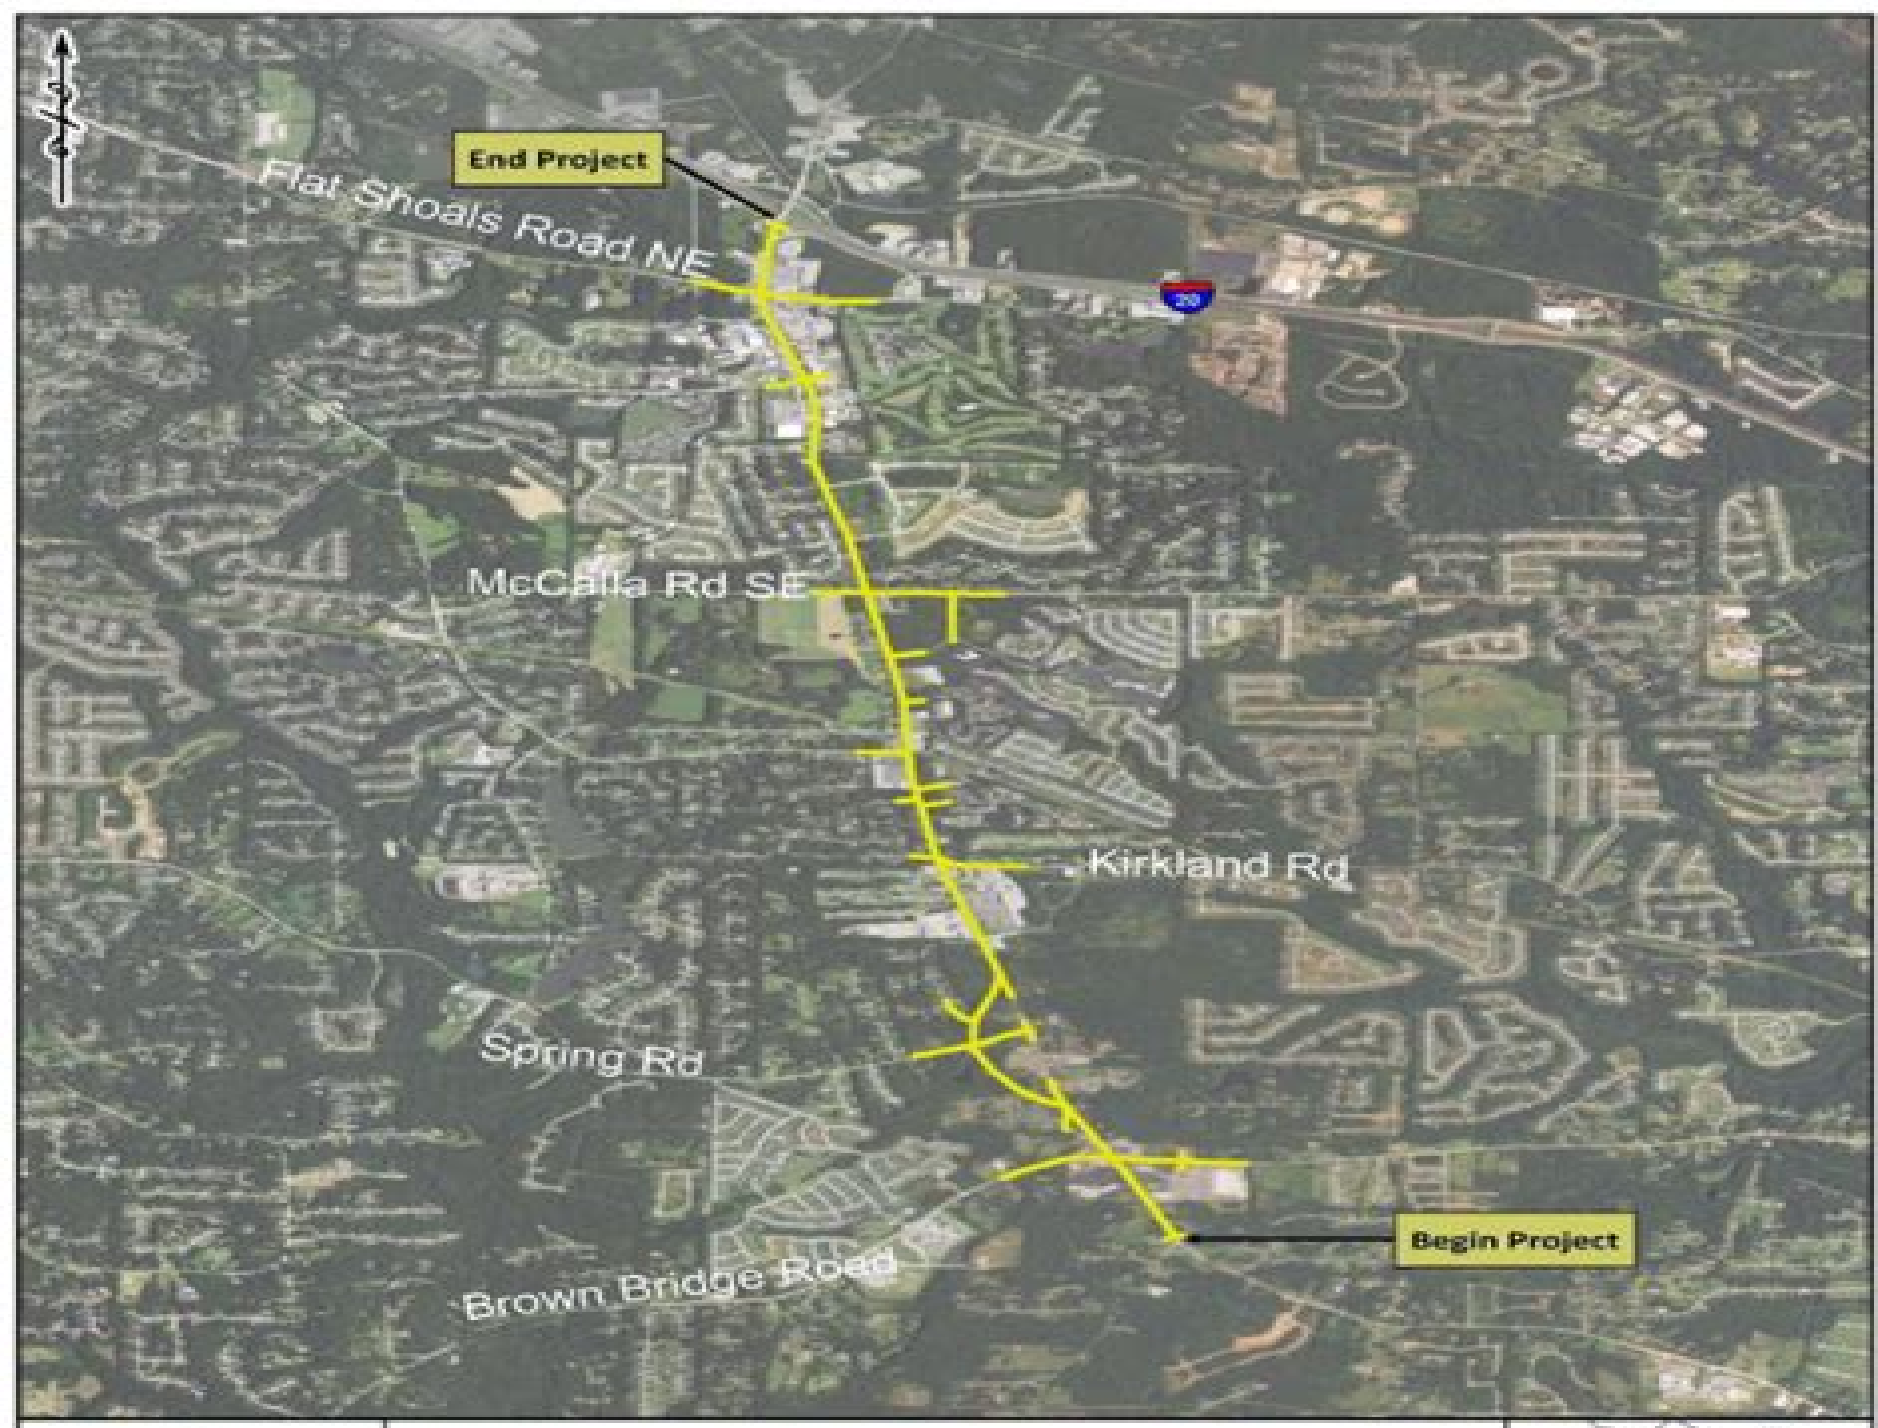 End Project
Flat Shoals Road NE
20
McCalla Rd SE
Kirkland Rd
Spring Rd
Begin Project
Brown Bridge Road